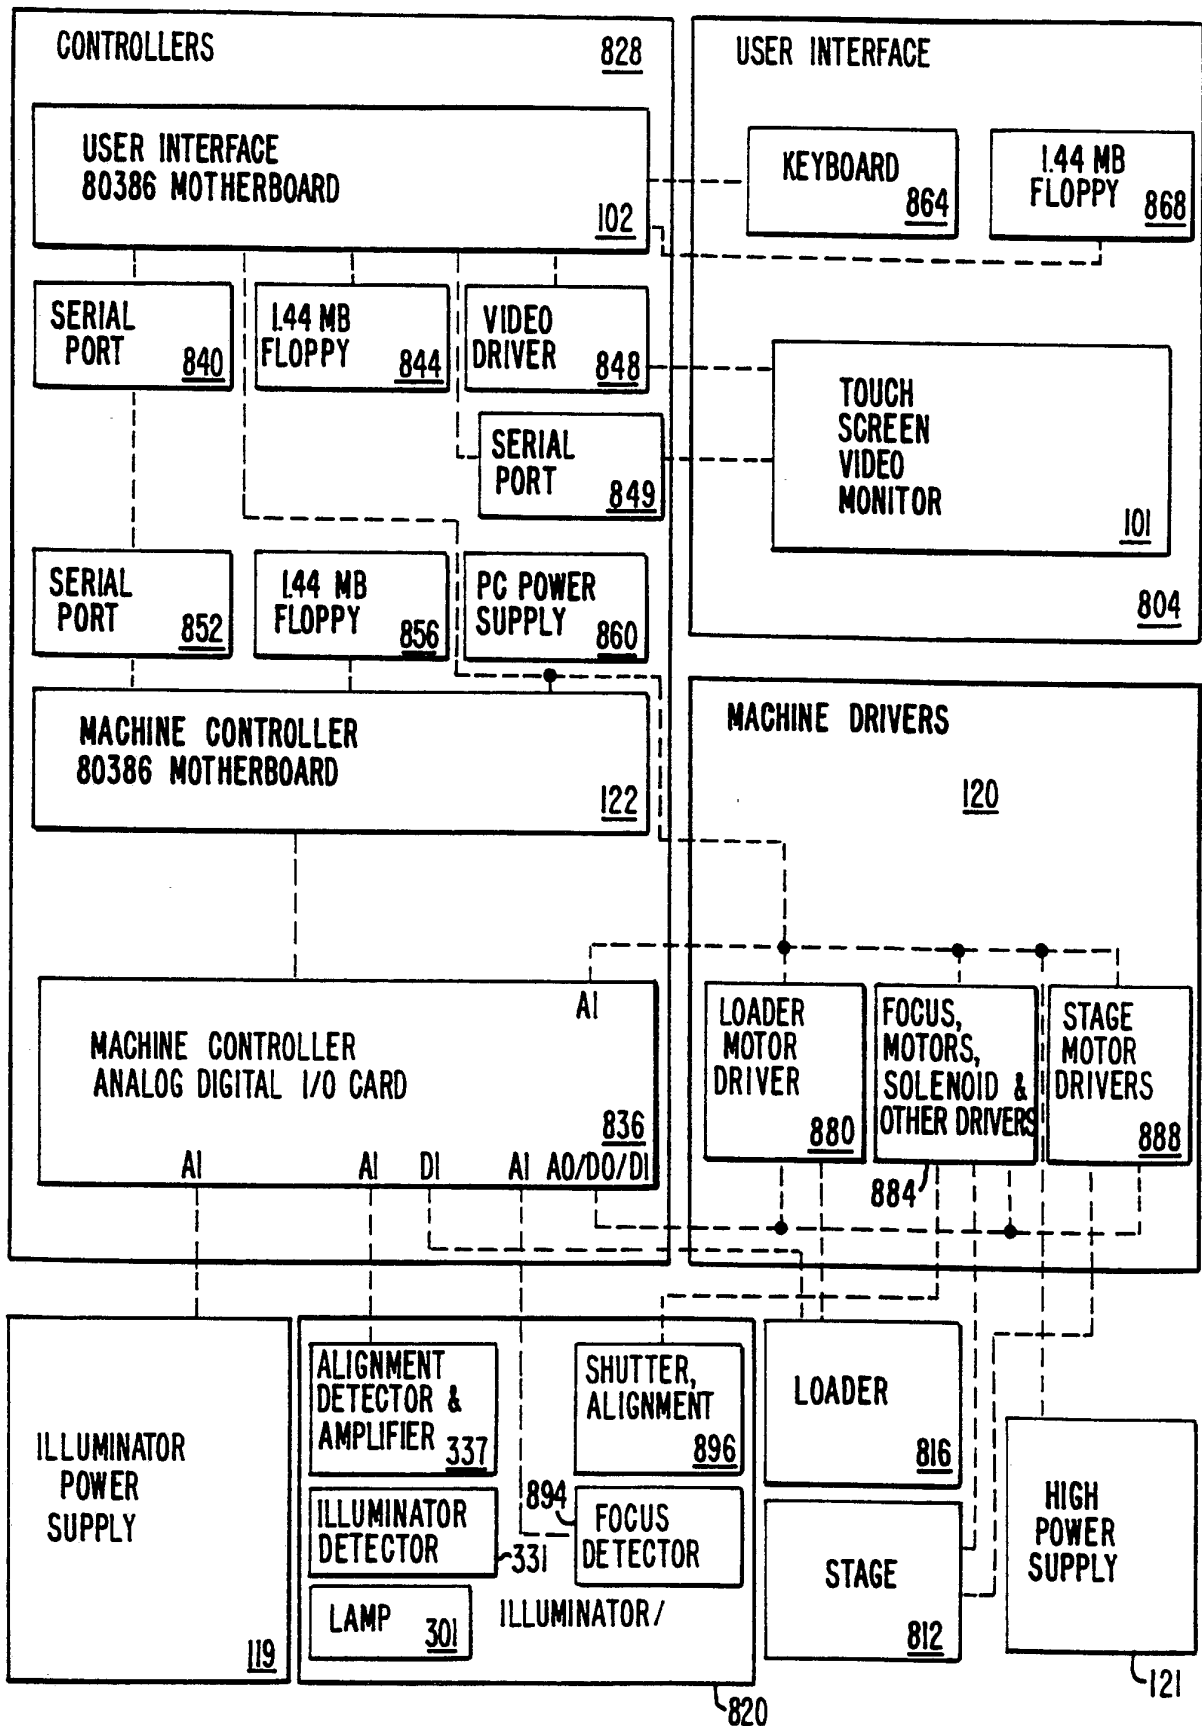 CONTROLLERS
828
USER INTERFACE
80386 MOTHERBOARD
102
SERIAL
PORT
840
1.44 MB
FLOPPY
844
VIDEO
DRIVER
848
SERIAL
PORT
849
SERIAL
PORT
852
1.44 MB
FLOPPY
856
PC POWER
SUPPLY
860
MACHINE CONTROLLER
80386 MOTHERBOARD
122
AI
MACHINE CONTROLLER
ANALOG DIGITAL I/O CARD
836
AI
AI
DI
AI
AO/DO/DI
USER INTERFACE
KEYBOARD
864
1.44 MB
FLOPPY
868
TOUCH
SCREEN
VIDEO
MONITOR
101
804
MACHINE DRIVERS
120
LOADER
MOTOR
DRIVER
880
FOCUS,
MOTORS,
SOLENOID &
OTHER DRIVERS
884
STAGE
MOTOR
DRIVERS
888
ILLUMINATOR
POWER
SUPPLY
119
ALIGNMENT
DETECTOR &
AMPLIFIER
337
SHUTTER,
ALIGNMENT
896
ILLUMINATOR
DETECTOR
331
894
FOCUS
DETECTOR
LAMP
301
ILLUMINATOR/
820
LOADER
816
STAGE
812
HIGH
POWER
SUPPLY
121